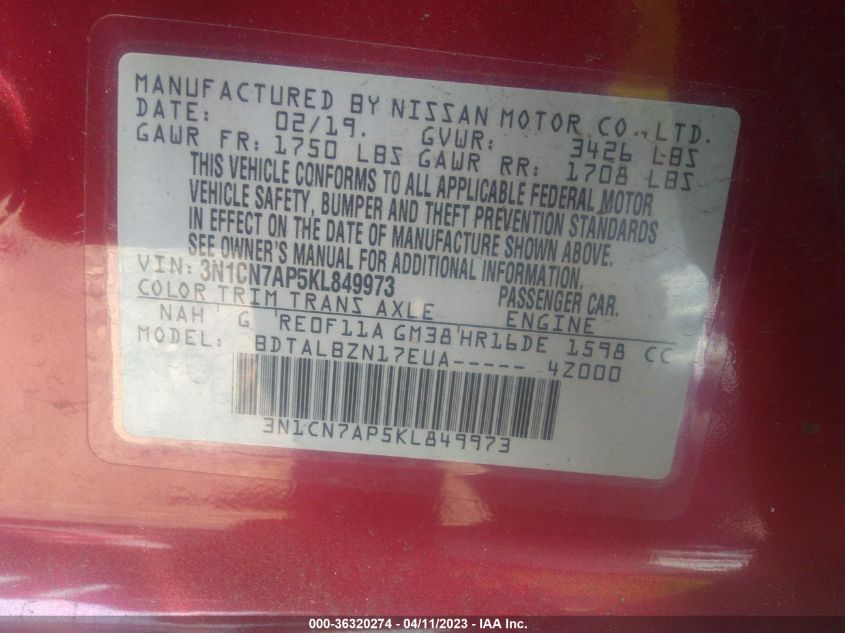 MANUFACTURED BY NISSAN MOTOR CO., LTD.
DATE: 02/19. GVWR: 3426 LBS
GAWR FR: 1750 LBS GAWR RR: 1708 LBS
THIS VEHICLE CONFORMS TO ALL APPLICABLE FEDERAL MOTOR
VEHICLE SAFETY, BUMPER AND THEFT PREVENTION STANDARDS
IN EFFECT ON THE DATE OF MANUFACTURE SHOWN ABOVE.
SEE OWNER'S MANUAL FOR ADDITIONAL INFORMATION.
VIN: 3N1CN7AP5KL849973 PASSENGER CAR.
COLOR TRIM TRANS AXLE ENGINE
NAH ' G 'RE0F11A GM38'HR16DE 1598 CC
MODEL: BDTALBZN17EUA----- 4Z000
3N1CN7AP5KL849973
000-36320274 - 04/11/2023 - IAA Inc.